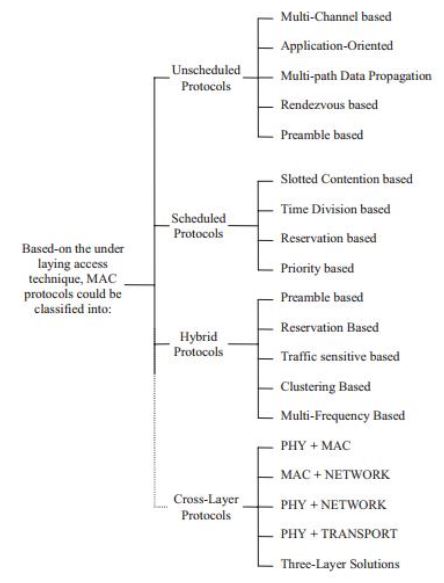 Based-on the under
laying access
technique, MAC
protocols could be
classified into:
Unscheduled
Protocols
Multi-Channel based
Application-Oriented
Multi-path Data Propagation
Rendezvous based
Preamble based
Scheduled
Protocols
Slotted Contention based
Time Division based
Reservation based
Priority based
Hybrid
Protocols
Preamble based
Reservation Based
Traffic sensitive based
Clustering Based
Multi-Frequency Based
Cross-Layer
Protocols
PHY + MAC
MAC + NETWORK
PHY + NETWORK
PHY + TRANSPORT
Three-Layer Solutions